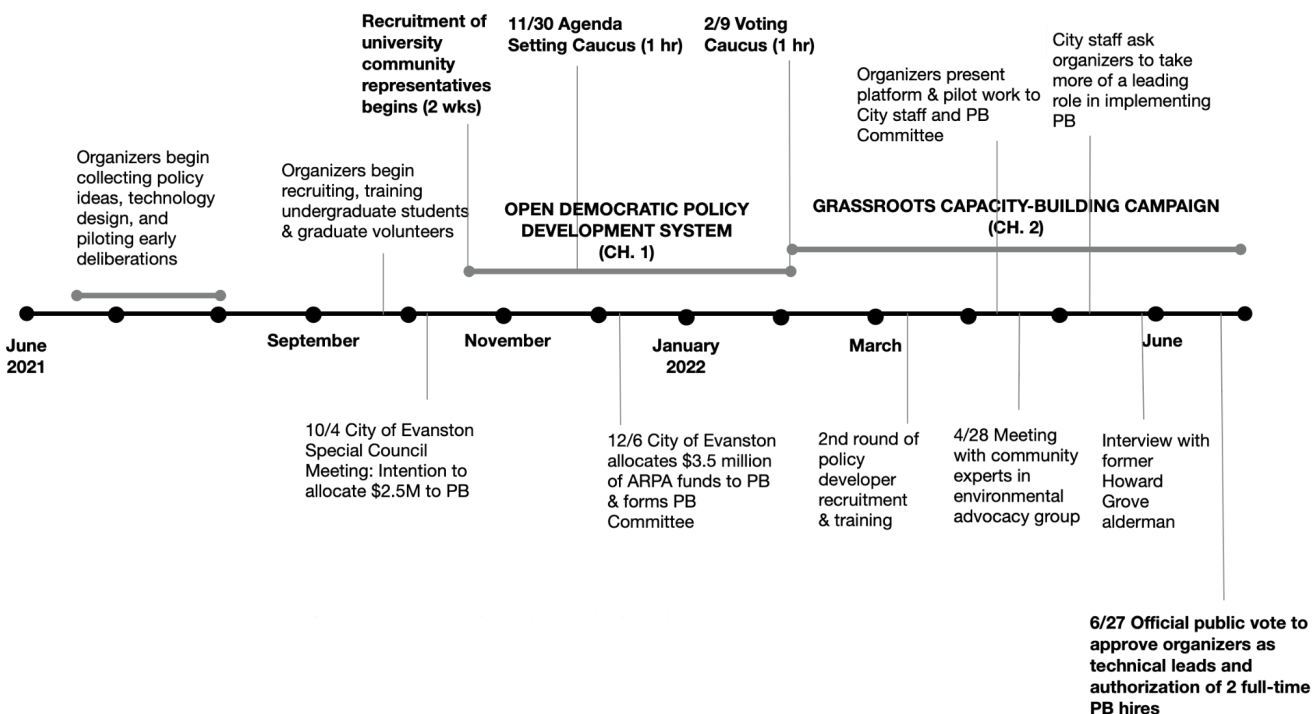 Recruitment of
university
community
representatives
begins (2 wks)
11/30 Agenda
Setting Caucus (1 hr)
2/9 Voting
Caucus (1 hr)
Organizers present
platform & pilot work to
City staff and PB
Committee
City staff ask
organizers to take
more of a leading
role in implementing
PB
Organizers begin
collecting policy
ideas, technology
design, and
piloting early
deliberations
Organizers begin
recruiting, training
undergraduate students
& graduate volunteers
OPEN DEMOCRATIC POLICY
DEVELOPMENT SYSTEM
(CH. 1)
GRASSROOTS CAPACITY-BUILDING CAMPAIGN
(CH. 2)
June
2021
September
November
January
2022
March
June
10/4 City of Evanston
Special Council
Meeting: Intention to
allocate $2.5M to PB
12/6 City of Evanston
allocates $3.5 million
of ARPA funds to PB
& forms PB
Committee
2nd round of
policy
developer
recruitment
& training
4/28 Meeting
with community
experts in
environmental
advocacy group
Interview with
former
Howard
Grove
alderman
6/27 Official public vote to
approve organizers as
technical leads and
authorization of 2 full-time
PB hires